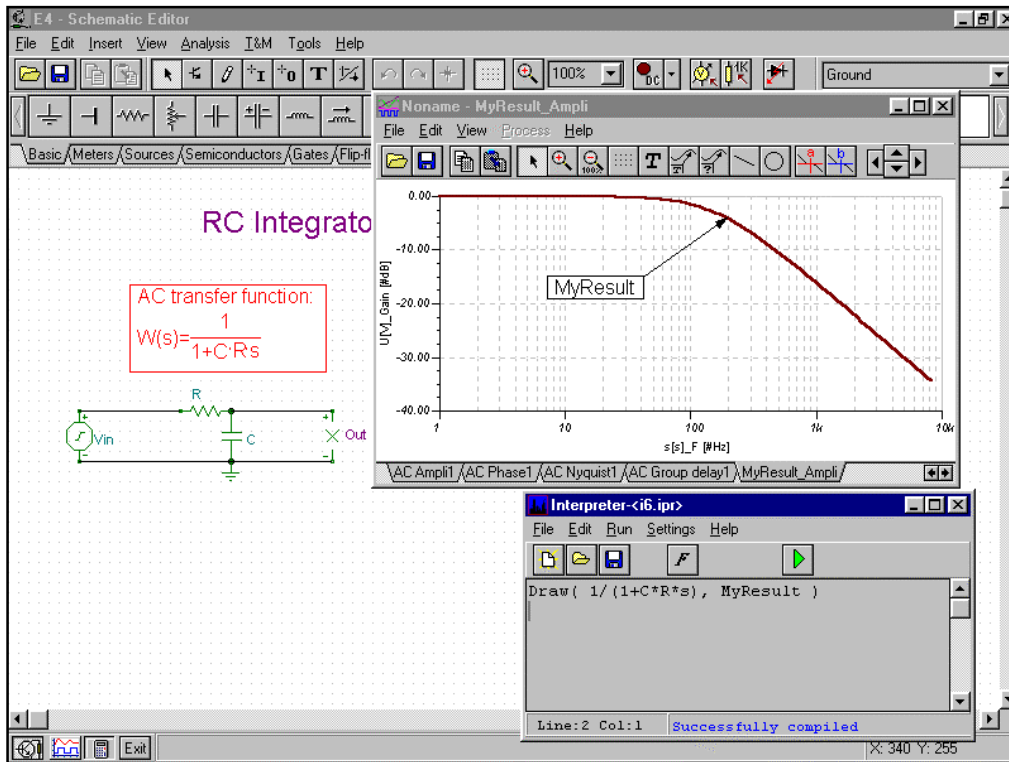 E4 - Schematic Editor
File Edit Insert View Analysis T&M Tools Help
+I +0 T 100% DC 1K Ground
Basic Meters Sources Semiconductors Gates Flip-fl
RC Integrato
AC transfer function:
W(s)=1/(1+C·R·s)
R
Vin
C
Out
Noname - MyResult_Ampli
File Edit View Process Help
100% T T ? a b
U[V]_Gain [#dB]
0.00
-10.00
-20.00
-30.00
-40.00
MyResult
1 10 100 1k 10k
s[s]_F [#Hz]
AC Ampli1 AC Phase1 AC Nyquist1 AC Group delay1 MyResult_Ampli
Interpreter-<i6.ipr>
File Edit Run Settings Help
F
Draw( 1/(1+C*R*s), MyResult )
Line:2 Col:1 Successfully compiled
Exit
X: 340 Y: 255